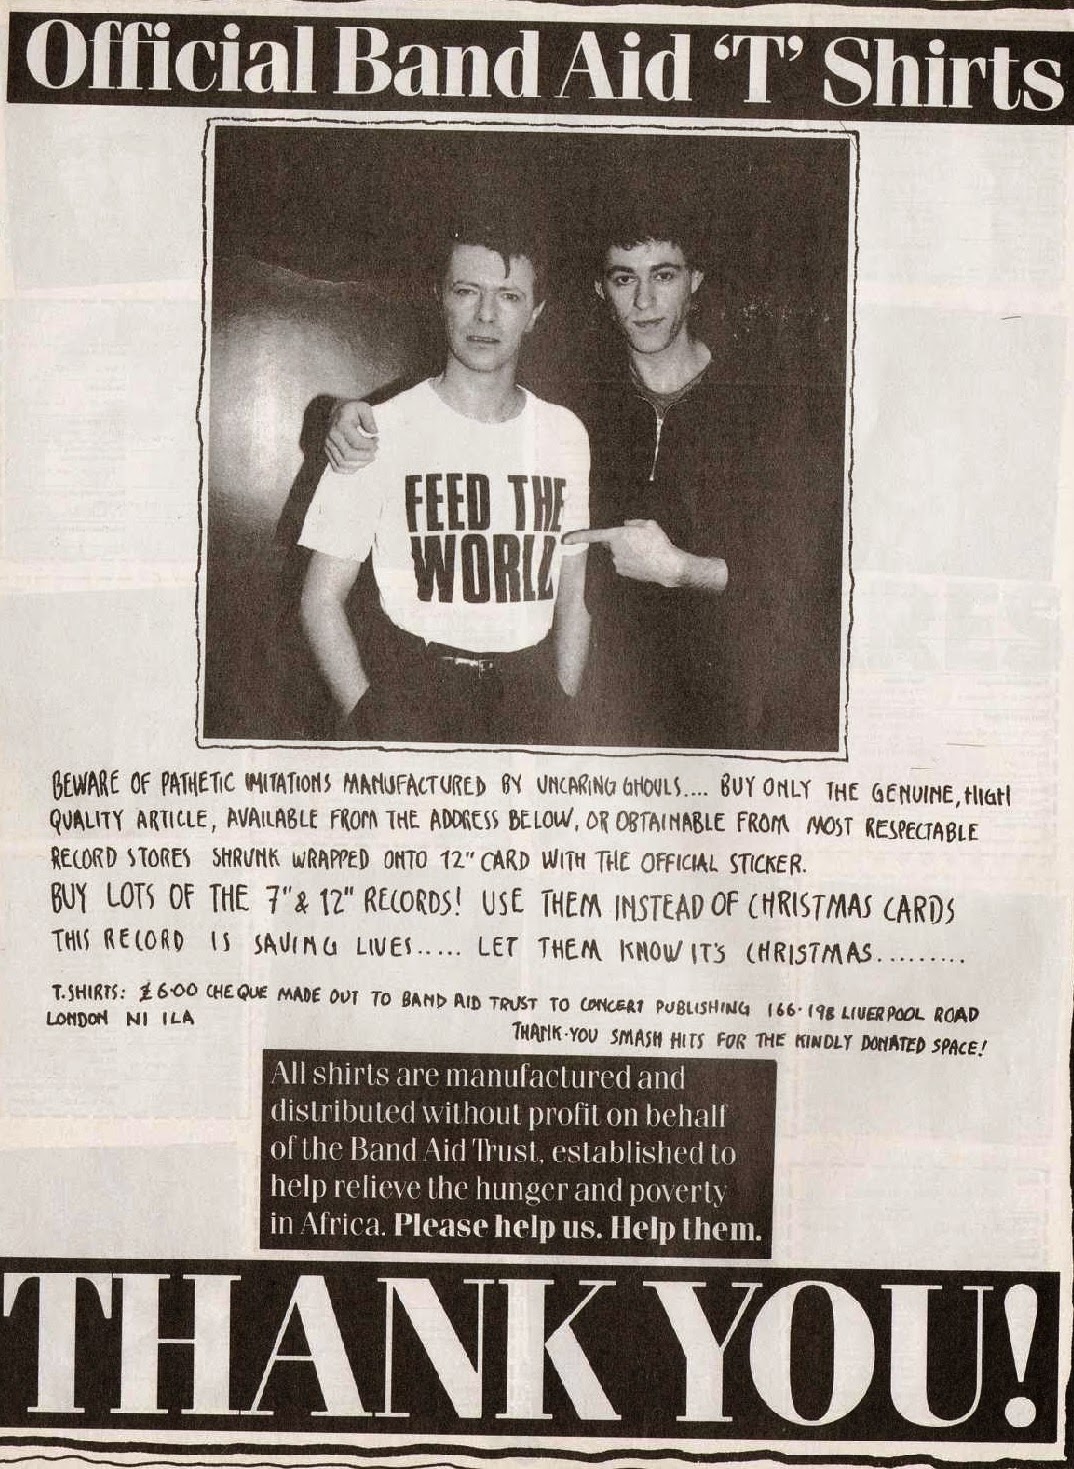 Official Band Aid ‘T’ Shirts
FEED THE
WORLD
BEWARE OF PATHETIC IMITATIONS MANUFACTURED BY UNCARING GHOULS.... BUY ONLY THE GENUINE, HIGH
QUALITY ARTICLE, AVAILABLE FROM THE ADDRESS BELOW, OR OBTAINABLE FROM MOST RESPECTABLE
RECORD STORES SHRUNK WRAPPED ONTO 12" CARD WITH THE OFFICIAL STICKER.
BUY LOTS OF THE 7" & 12" RECORDS! USE THEM INSTEAD OF CHRISTMAS CARDS
THIS RECORD IS SAVING LIVES..... LET THEM KNOW IT'S CHRISTMAS.........
T.SHIRTS: £6·00 CHEQUE MADE OUT TO BAND AID TRUST TO CONCERT PUBLISHING 166-198 LIVERPOOL ROAD
LONDON N1 1LA
THANK-YOU SMASH HITS FOR THE KINDLY DONATED SPACE!
All shirts are manufactured and
distributed without profit on behalf
of the Band Aid Trust, established to
help relieve the hunger and poverty
in Africa. Please help us. Help them.
THANK YOU!